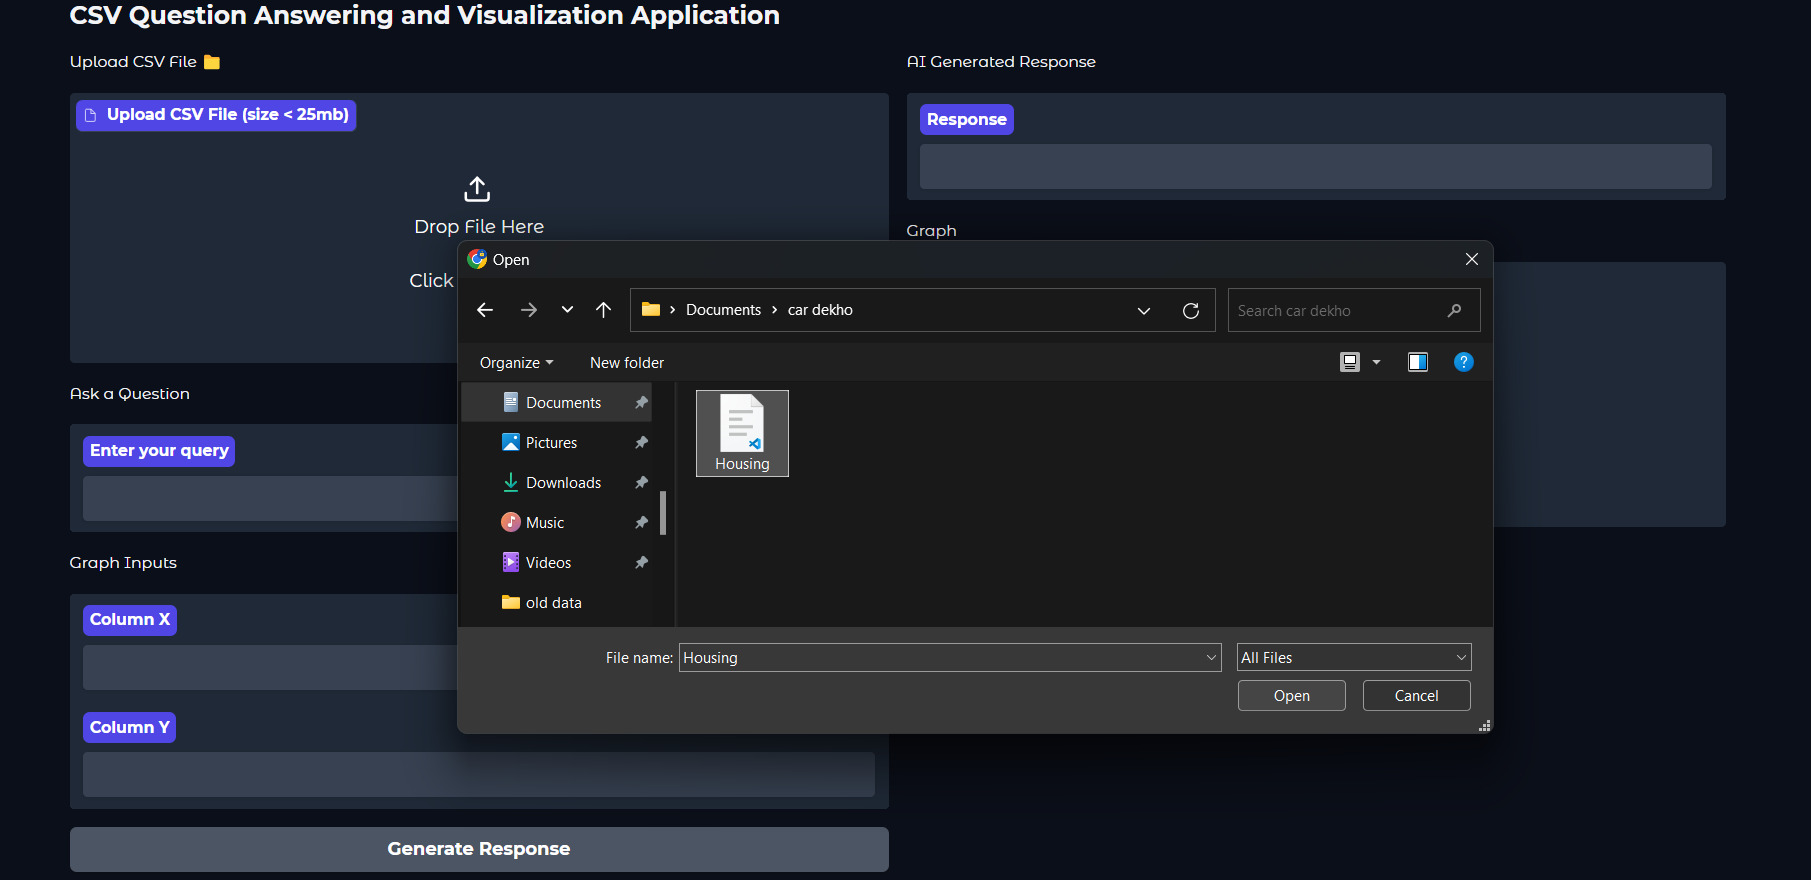 CSV Question Answering and Visualization Application
Upload CSV File
Upload CSV File (size < 25mb)
Drop File Here
Click
Ask a Question
Enter your query
Graph Inputs
Column X
Column Y
Generate Response
AI Generated Response
Response
Graph
Open
Documents > car dekho
Search car dekho
Organize
New folder
Documents
Pictures
Downloads
Music
Videos
old data
Housing
File name: Housing
All Files
Open
Cancel